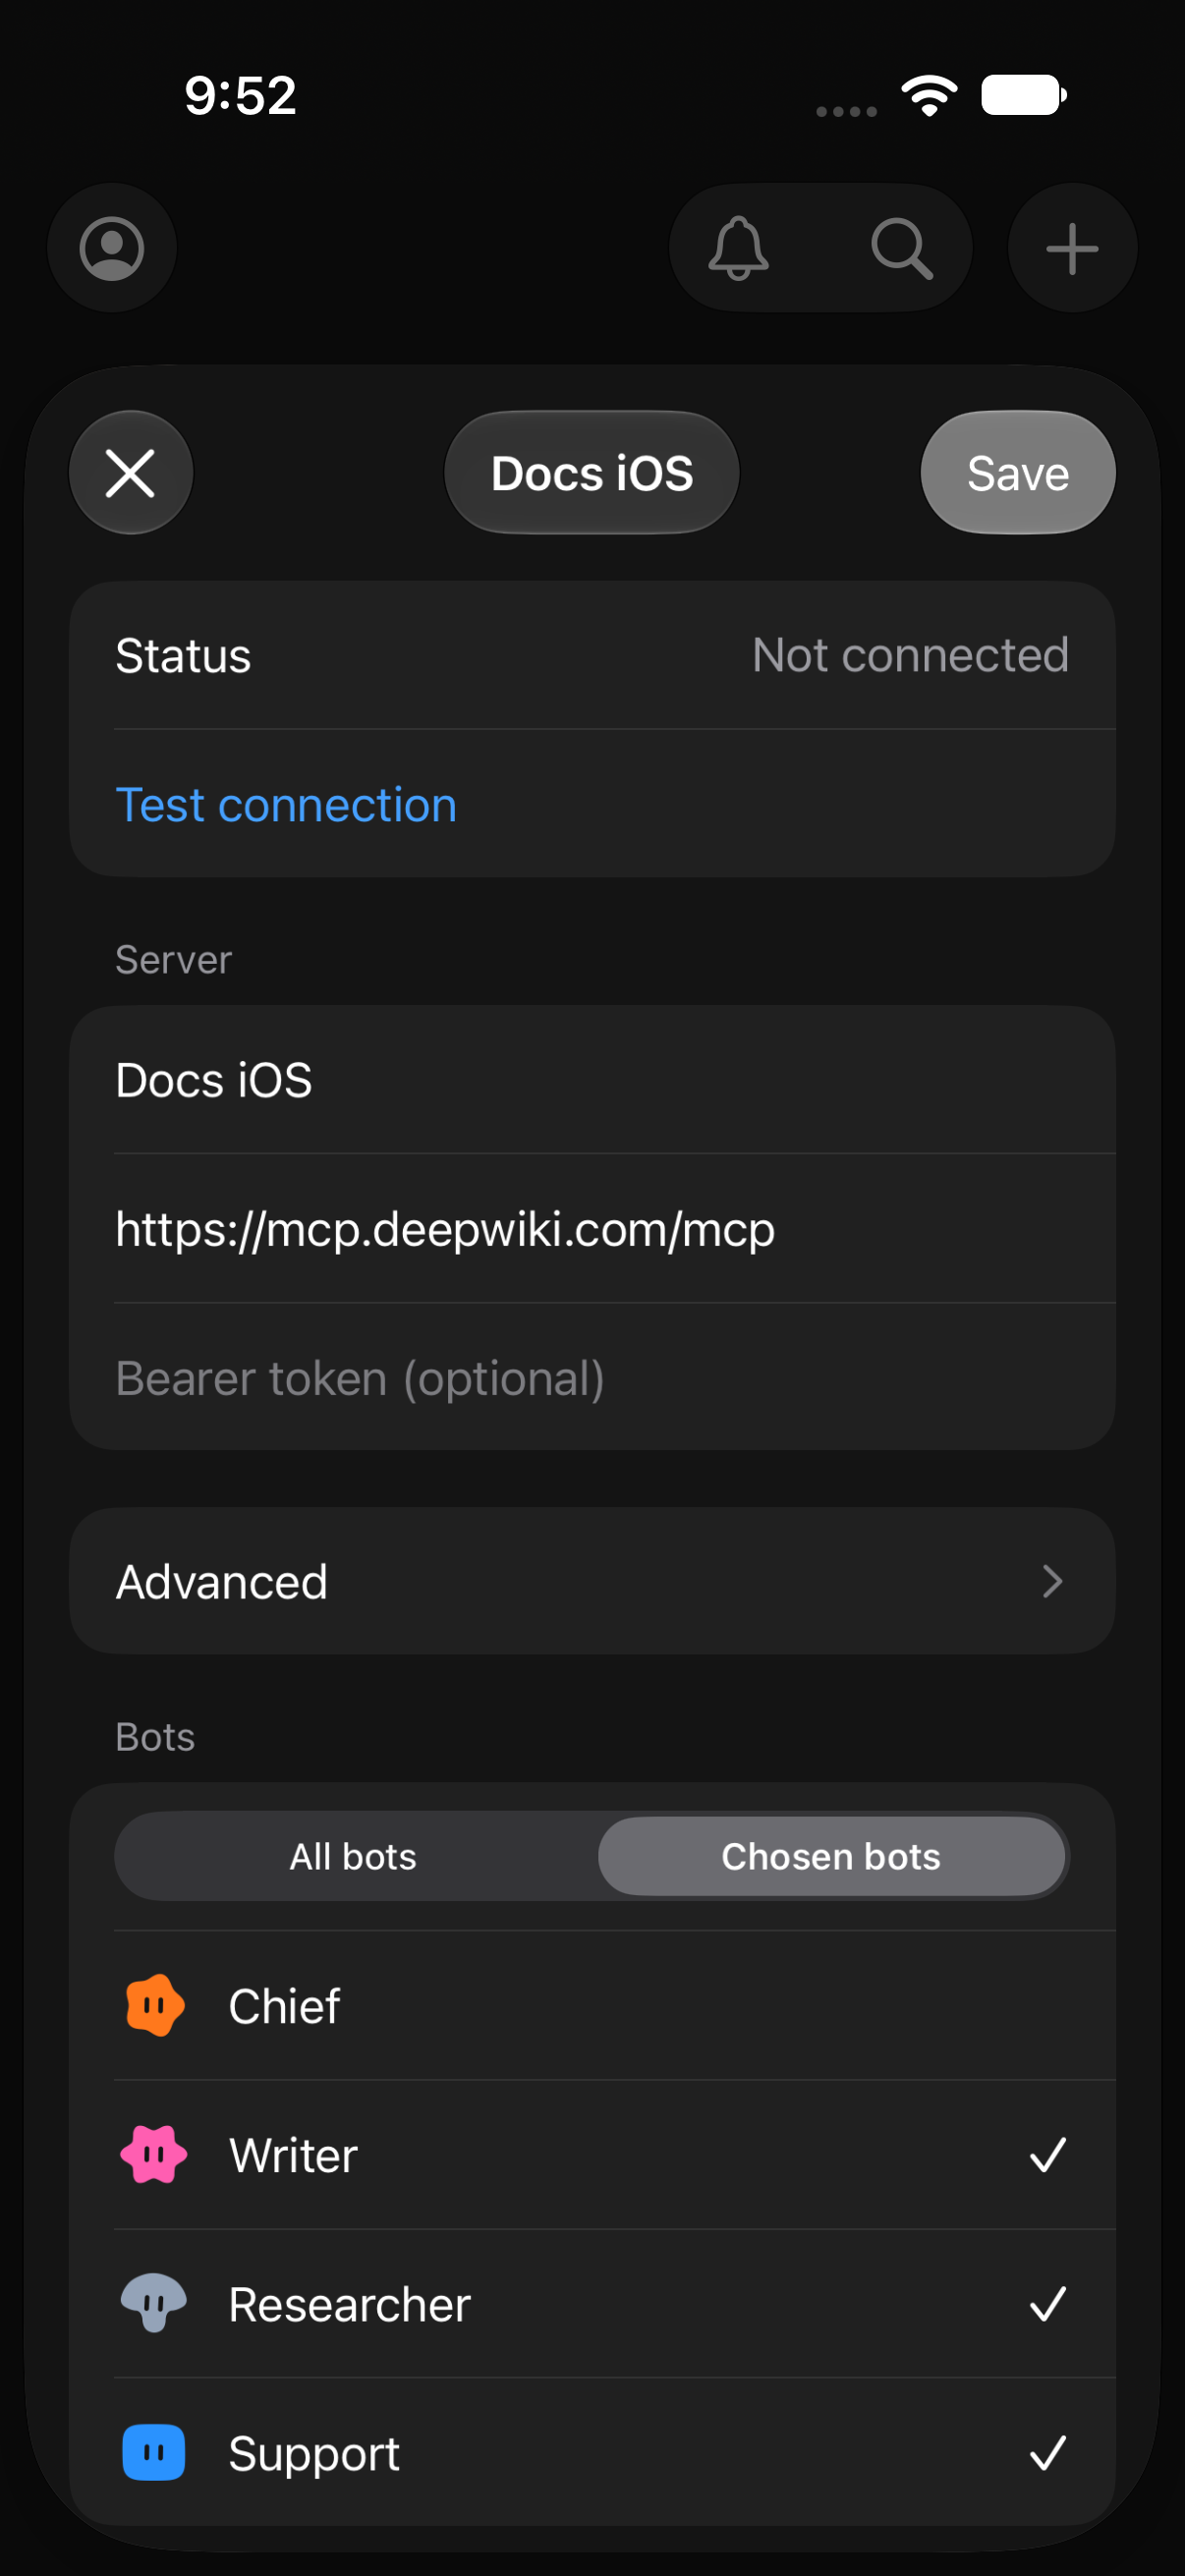 9:52
Docs iOS
Save
Status
Not connected
Test connection
Server
Docs iOS
https://mcp.deepwiki.com/mcp
Bearer token (optional)
Advanced
Bots
All bots
Chosen bots
Chief
Writer
Researcher
Support